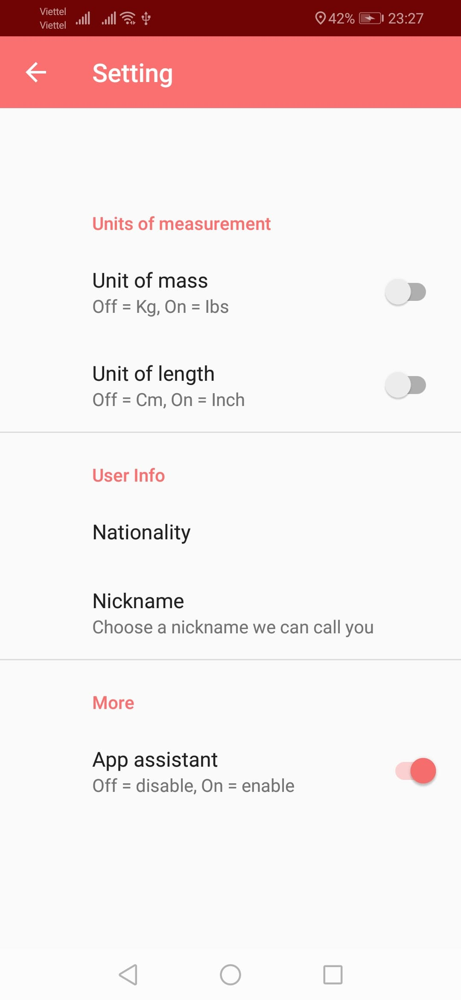 Viettel
Viettel
42%
23:27
Setting
Units of measurement
Unit of mass
Off = Kg, On = lbs
Unit of length
Off = Cm, On = Inch
User Info
Nationality
Nickname
Choose a nickname we can call you
More
App assistant
Off = disable, On = enable